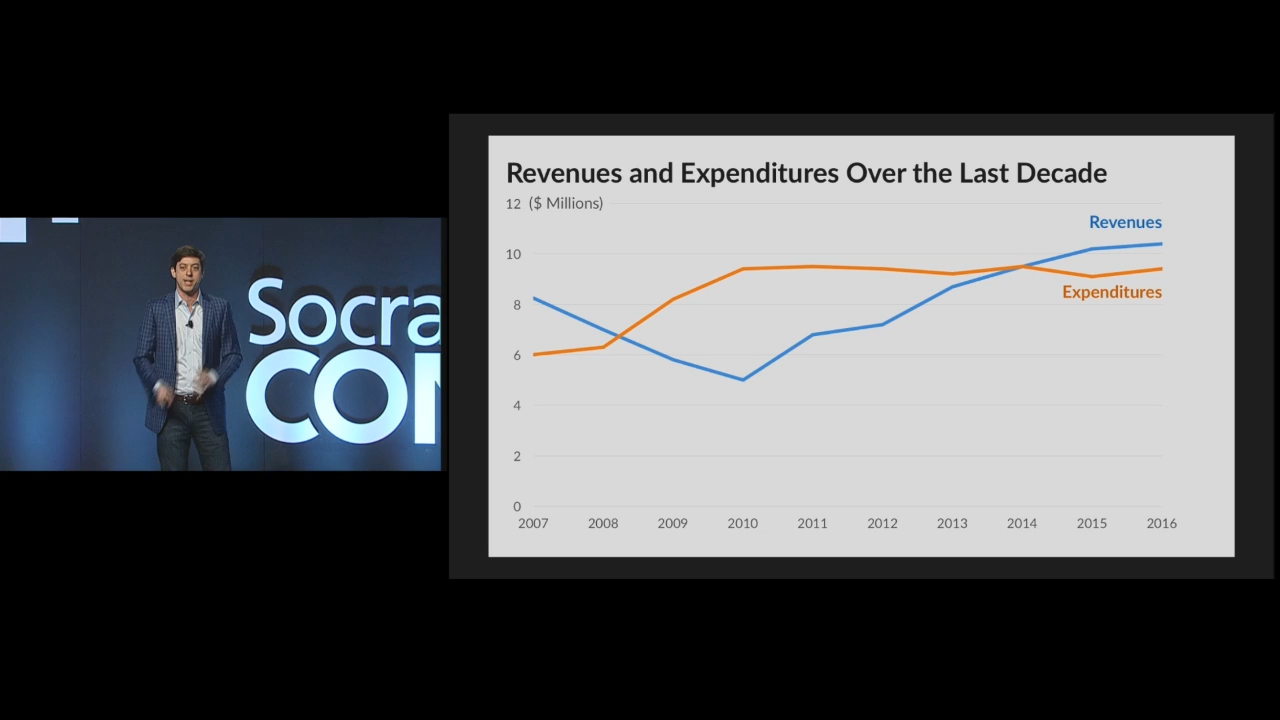 Socra
CON
Revenues and Expenditures Over the Last Decade
12 ($ Millions)
Revenues
10
Expenditures
8
6
4
2
0
2007 2008 2009 2010 2011 2012 2013 2014 2015 2016